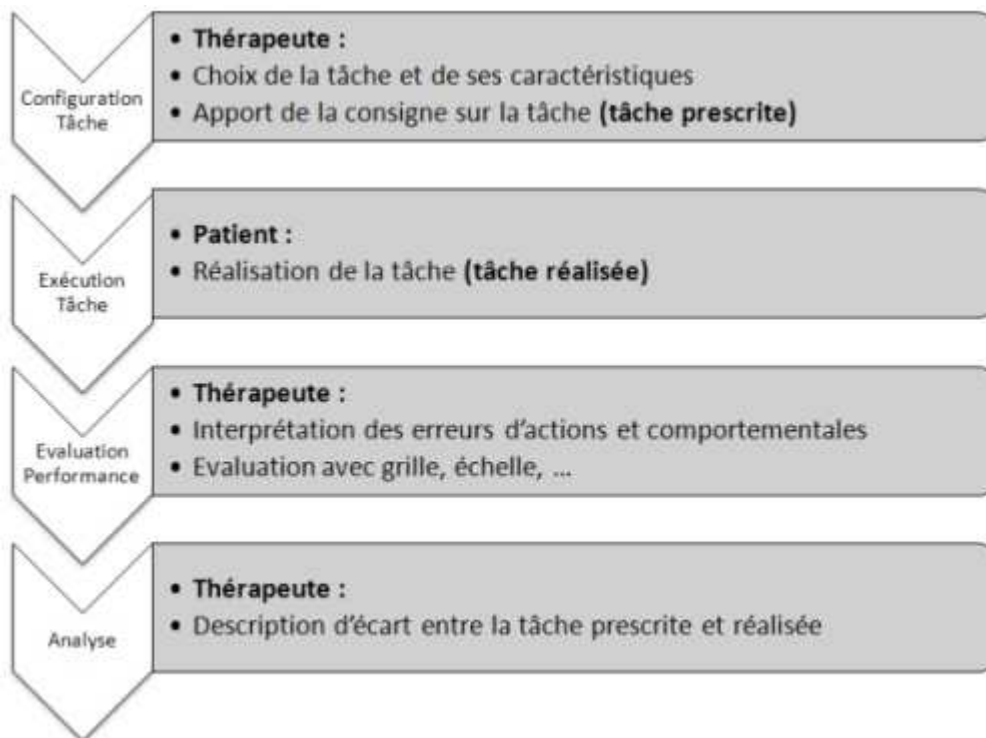 Configuration
Tâche
• Thérapeute :
• Choix de la tâche et de ses caractéristiques
• Apport de la consigne sur la tâche (tâche prescrite)
Exécution
Tâche
• Patient :
• Réalisation de la tâche (tâche réalisée)
Evaluation
Performance
• Thérapeute :
• Interprétation des erreurs d'actions et comportementales
• Evaluation avec grille, échelle, ...
Analyse
• Thérapeute :
• Description d'écart entre la tâche prescrite et réalisée